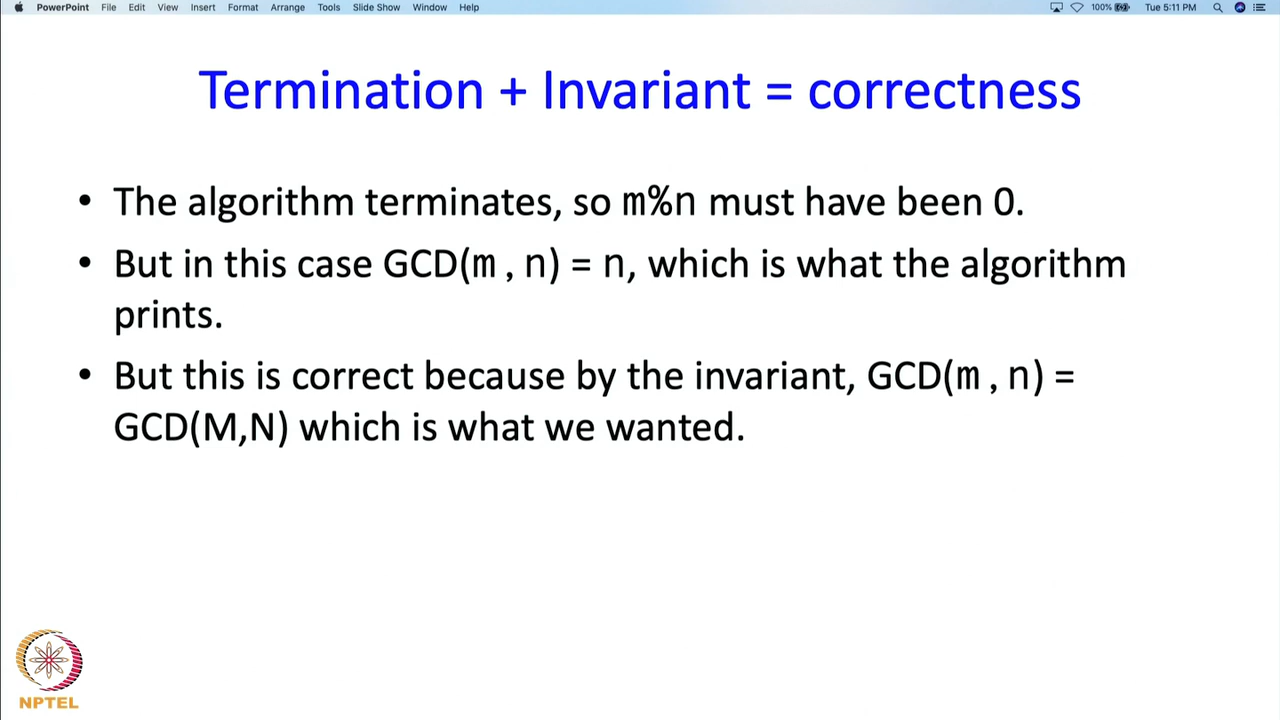 PowerPoint File Edit View Insert Format Arrange Tools Slide Show Window Help 100% Tue 5:11 PM
Termination + Invariant = correctness
• The algorithm terminates, so m%n must have been 0.
• But in this case GCD(m , n) = n, which is what the algorithm
prints.
• But this is correct because by the invariant, GCD(m , n) =
GCD(M,N) which is what we wanted.
NPTEL